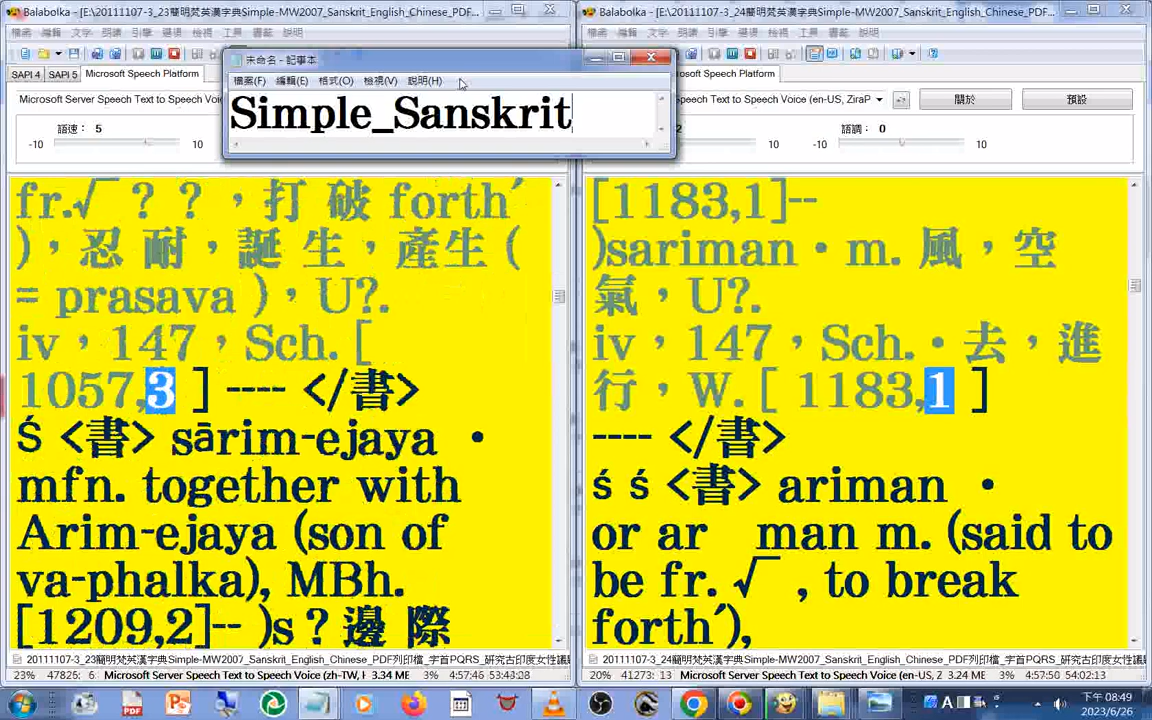 Balabolka - [E:\20111107-3_23簡明梵英漢字典Simple-MW2007_Sanskrit_English_Chinese_PDF...
Balabolka - [E:\20111107-3_24簡明梵英漢字典Simple-MW2007_Sanskrit_English_Chinese_PDF...
未命名 - 記事本
檔案(F) 編輯(E) 格式(O) 檢視(V) 說明(H)
Simple_Sanskrit
SAPI 4 SAPI 5 Microsoft Speech Platform
Microsoft Server Speech Text to Speech Voice (en-US, ZiraP
關於 預設
語速： 5
-10 10
語調： 0
-10 10
fr.√ ? ? ，打 破 forth′
)，忍 耐，誕 生，產生 (
= prasava )，U?.
iv，147，Sch. [
1057,3 ] ---- </書>
Ś <書> sārim-ejaya •
mfn. together with
Arim-ejaya (son of
va-phalka), MBh.
[1209,2]-- )s ? 邊 際
[1183,1]--
)sariman • m. 風，空
氣，U?.
iv，147，Sch. • 去，進
行，W. [ 1183,1 ]
---- </書>
ś ś <書> ariman •
or ar man m. (said to
be fr. √ , to break
forth′),
20111107-3_23簡明梵英漢字典Simple-MW2007_Sanskrit_English_Chinese_PDF列印檔_字首PQRS_研究古印度女性議
20111107-3_24簡明梵英漢字典Simple-MW2007_Sanskrit_English_Chinese_PDF列印檔_字首PQRS_研究古印度女性議
23% 47826: 6 Microsoft Server Speech Text to Speech Voice (zh-TW, H 3.34 ME 3% 4:57:46
20% 41273: 13 Microsoft Server Speech Text to Speech Voice (en-US, Z 3.24 ME 3% 4:57:50 54:02:13
下午 08:49
2023/6/26